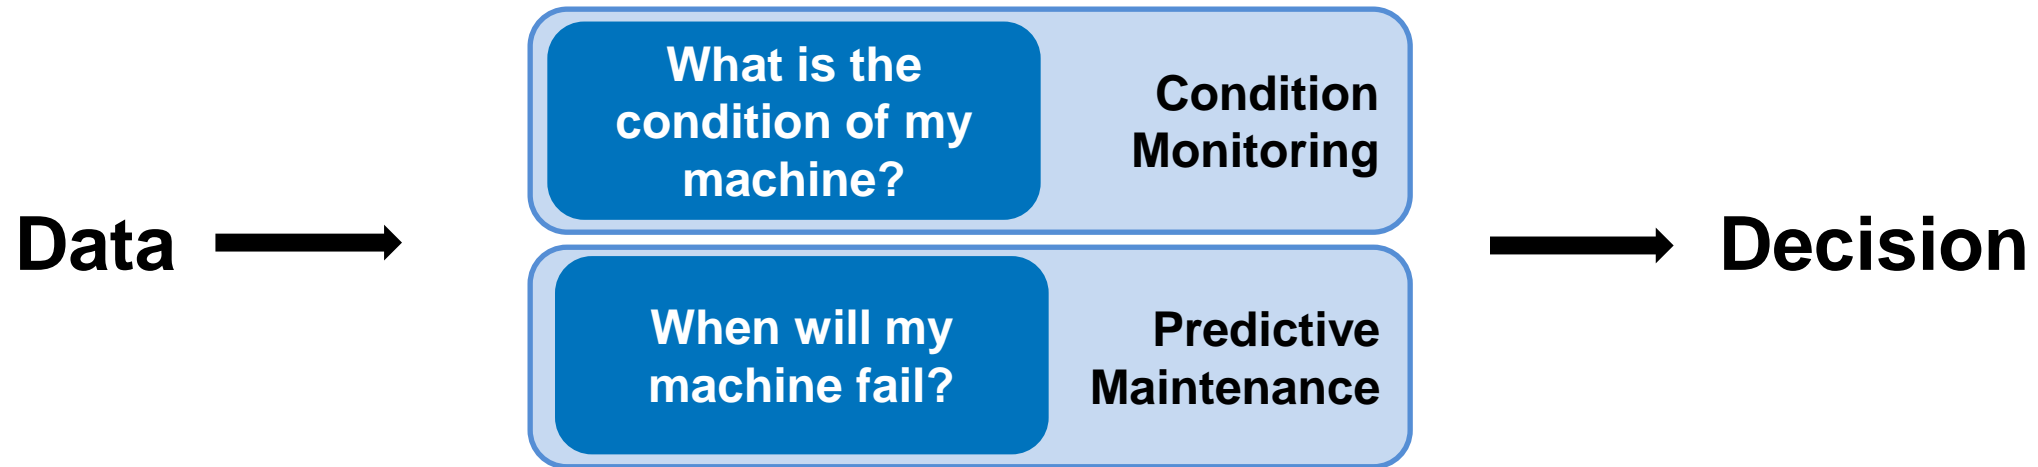 Data
What is the
condition of my
machine?
Condition
Monitoring
When will my
machine fail?
Predictive
Maintenance
Decision